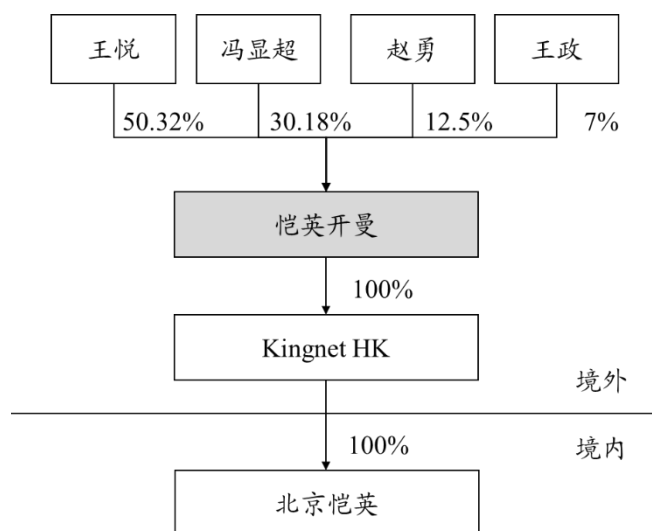 王悦 冯显超 赵勇 王政
50.32% 30.18% 12.5% 7%
恺英开曼
100%
Kingnet HK
境外
100% 境内
北京恺英